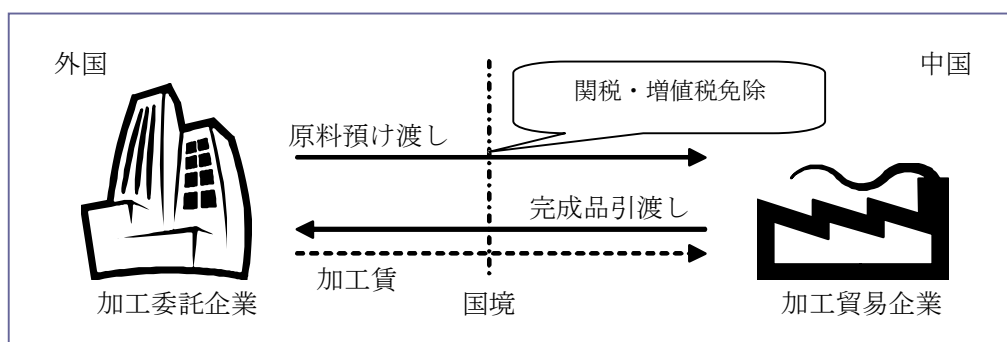 外国
中国
関税・増値税免除
原料預け渡し
完成品引渡し
加工賃
加工委託企業
国境
加工貿易企業